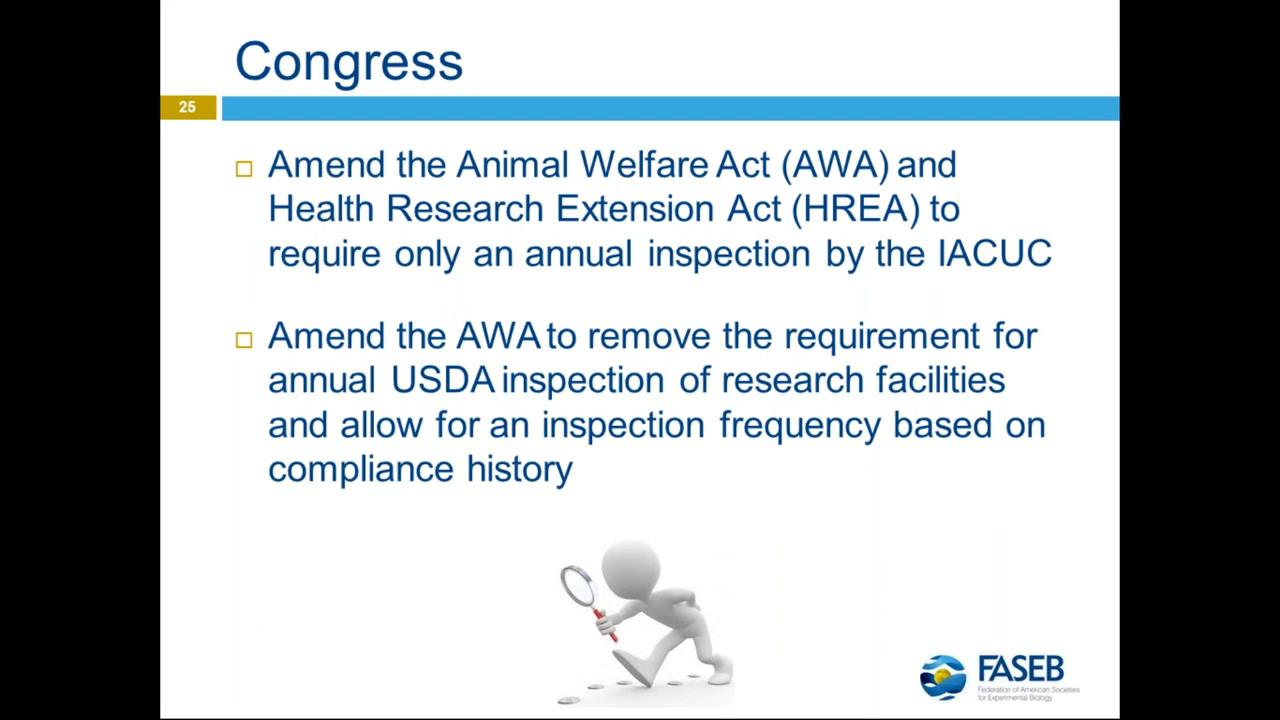 Congress
25
Amend the Animal Welfare Act (AWA) and
Health Research Extension Act (HREA) to
require only an annual inspection by the IACUC
Amend the AWA to remove the requirement for
annual USDA inspection of research facilities
and allow for an inspection frequency based on
compliance history
FASEB
Federation of American Societies
for Experimental Biology